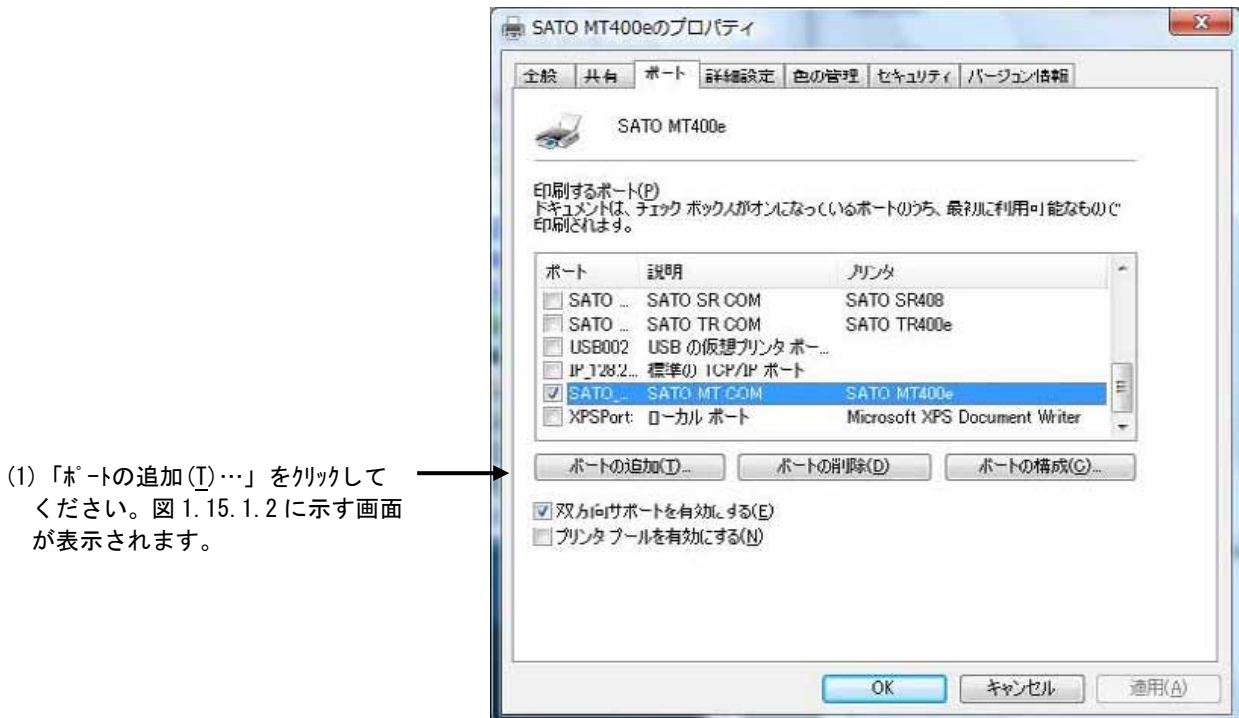 SATO MT400eのプロパティ
全般 共有 ポート 詳細設定 色の管理 セキュリティ バージョン情報
SATO MT400e
印刷するポート(P)
ドキュメントは、チェック ボックスがオンになっているポートのうち、最初に利用可能なもので
印刷されます。
ポート 説明 プリンタ
SATO ... SATO SR COM SATO SR408
SATO ... SATO TR COM SATO TR400e
USB002 USB の仮想プリンタ ポー...
IP_128.2... 標準の TCP/IP ポート
SATO_... SATO MT COM SATO MT400e
XPSPort: ローカル ポート Microsoft XPS Document Writer
ポートの追加(T)... ポートの削除(D) ポートの構成(C)...
双方向サポートを有効にする(E)
プリンタ プールを有効にする(N)
OK キャンセル 適用(A)
(1)「ﾎﾟｰﾄの追加(T)…」をｸﾘｯｸして
ください。図 1.15.1.2 に示す画面
が表示されます。